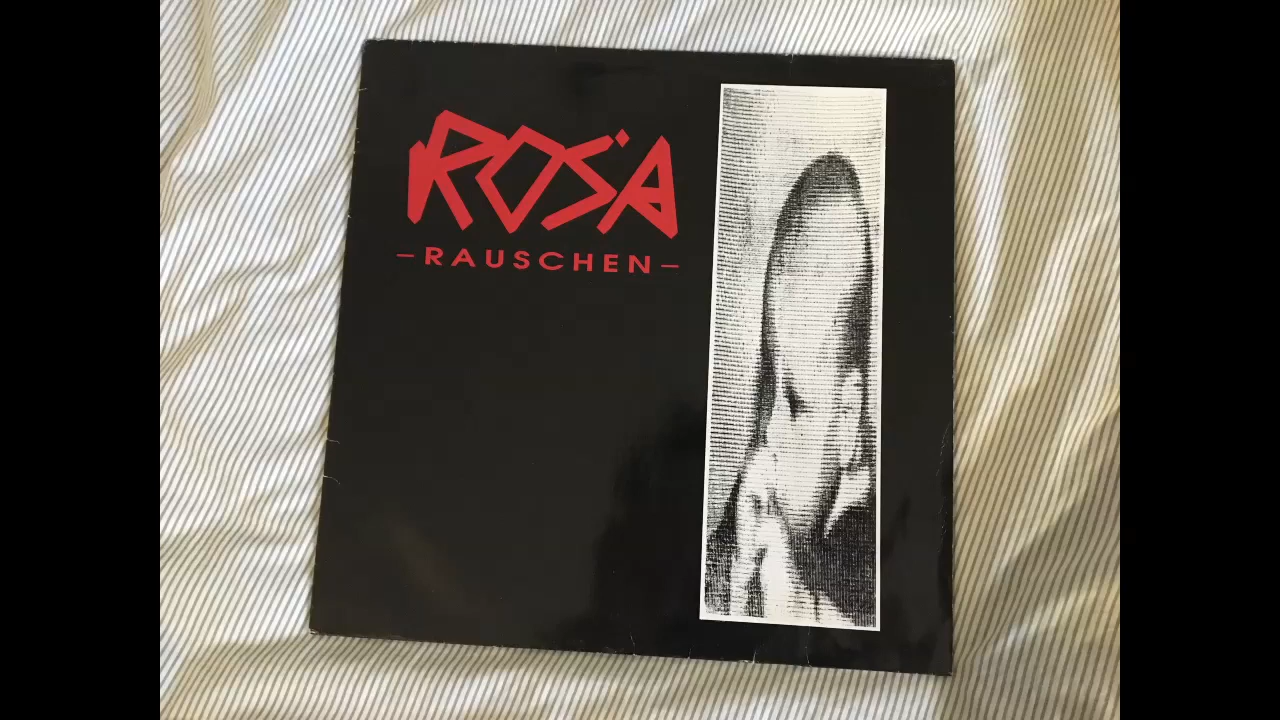 ROSA
– RAUSCHEN –